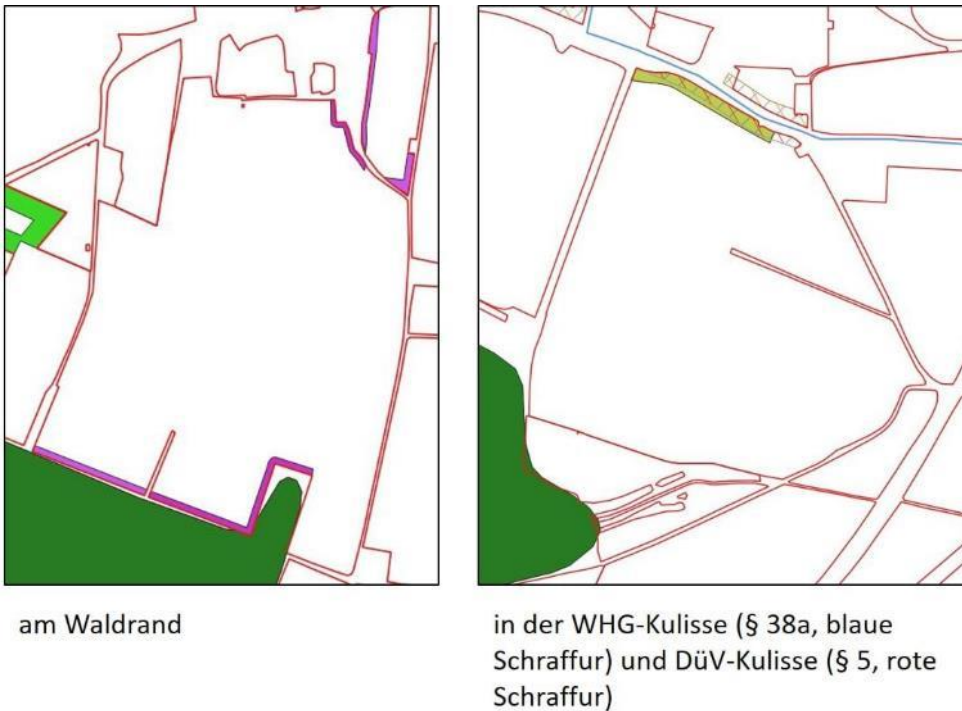 am Waldrand
in der WHG-Kulisse (§ 38a, blaue
Schraffur) und DüV-Kulisse (§ 5, rote
Schraffur)